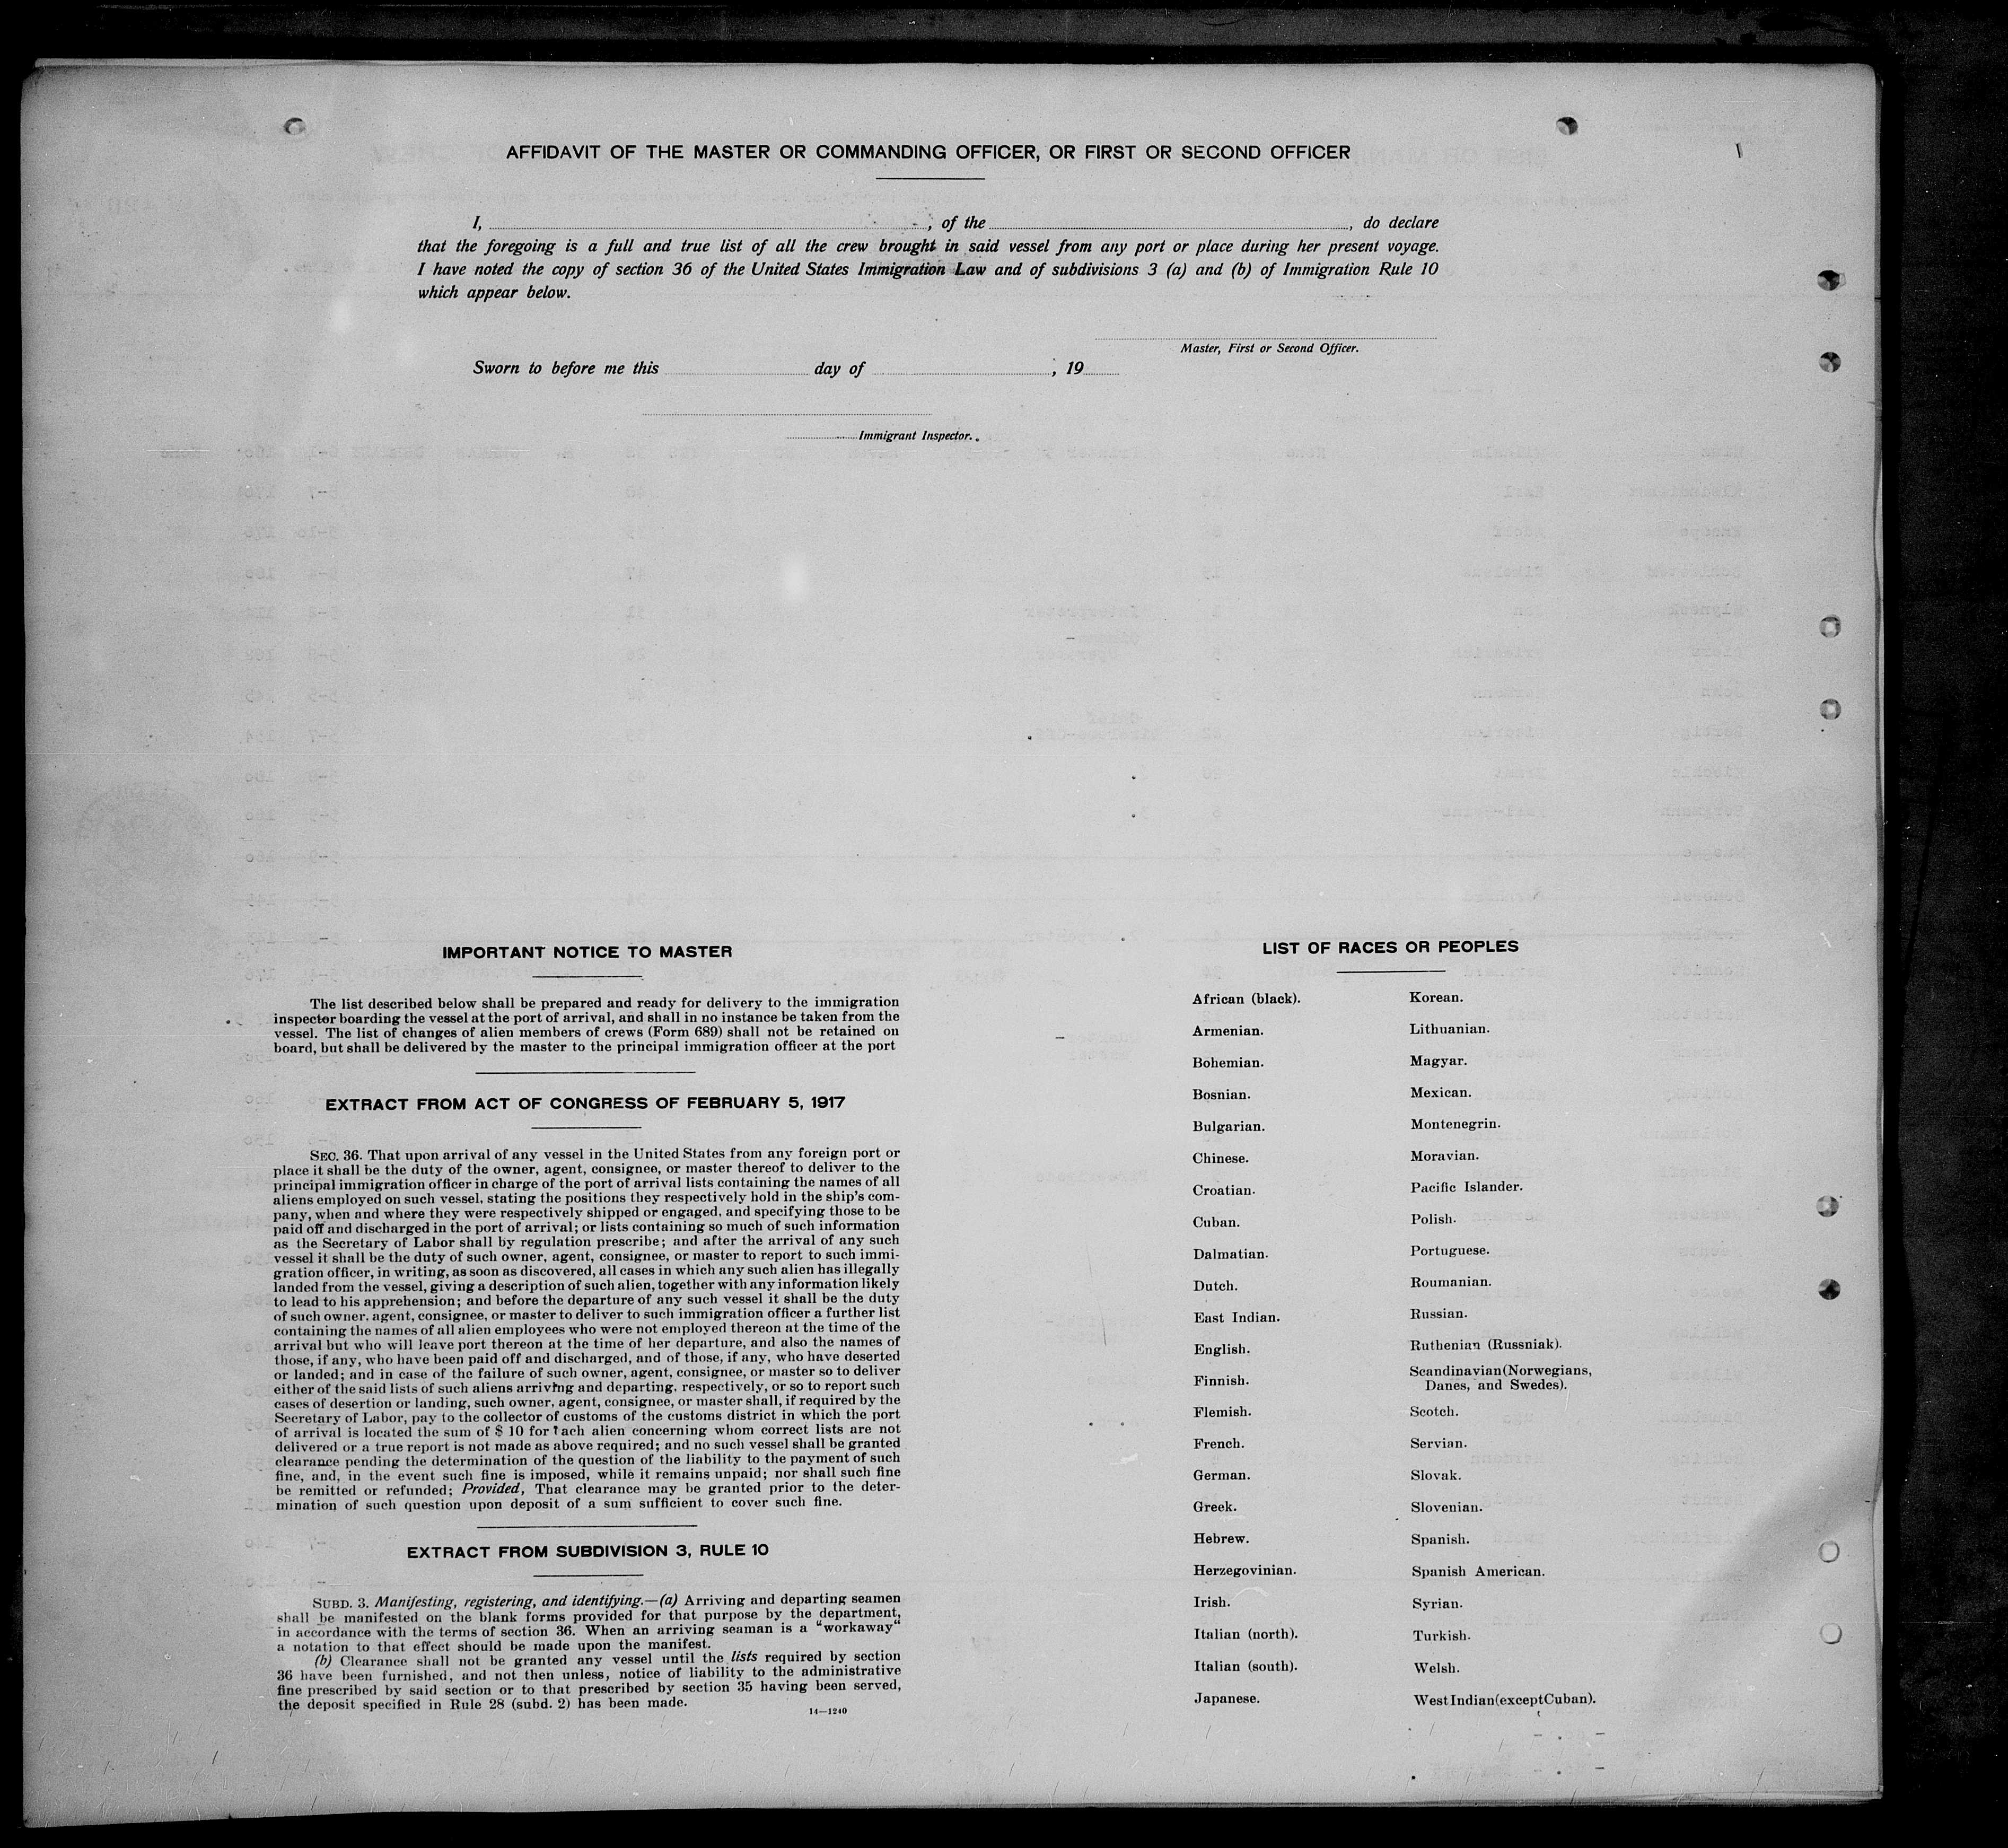 AFFIDAVIT OF THE MASTER OR COMMANDING OFFICER, OR FIRST OR SECOND OFFICER
I, , of the , do declare
that the foregoing is a full and true list of all the crew brought in said vessel from any port or place during her present voyage.
I have noted the copy of section 36 of the United States Immigration Law and of subdivisions 3 (a) and (b) of Immigration Rule 10
which appear below.
Master, First or Second Officer.
Sworn to before me this day of , 19
Immigrant Inspector.
IMPORTANT NOTICE TO MASTER
The list described below shall be prepared and ready for delivery to the immigration
inspector boarding the vessel at the port of arrival, and shall in no instance be taken from the
vessel. The list of changes of alien members of crews (Form 689) shall not be retained on
board, but shall be delivered by the master to the principal immigration officer at the port
EXTRACT FROM ACT OF CONGRESS OF FEBRUARY 5, 1917
SEC. 36. That upon arrival of any vessel in the United States from any foreign port or
place it shall be the duty of the owner, agent, consignee, or master thereof to deliver to the
principal immigration officer in charge of the port of arrival lists containing the names of all
aliens employed on such vessel, stating the positions they respectively hold in the ship's com-
pany, when and where they were respectively shipped or engaged, and specifying those to be
paid off and discharged in the port of arrival; or lists containing so much of such information
as the Secretary of Labor shall by regulation prescribe; and after the arrival of any such
vessel it shall be the duty of such owner, agent, consignee, or master to report to such immi-
gration officer, in writing, as soon as discovered, all cases in which any such alien has illegally
landed from the vessel, giving a description of such alien, together with any information likely
to lead to his apprehension; and before the departure of any such vessel it shall be the duty
of such owner, agent, consignee, or master to deliver to such immigration officer a further list
containing the names of all alien employees who were not employed thereon at the time of the
arrival but who will leave port thereon at the time of her departure, and also the names of
those, if any, who have been paid off and discharged, and of those, if any, who have deserted
or landed; and in case of the failure of such owner, agent, consignee, or master so to deliver
either of the said lists of such aliens arriving and departing, respectively, or so to report such
cases of desertion or landing, such owner, agent, consignee, or master shall, if required by the
Secretary of Labor, pay to the collector of customs of the customs district in which the port
of arrival is located the sum of $ 10 for each alien concerning whom correct lists are not
delivered or a true report is not made as above required; and no such vessel shall be granted
clearance pending the determination of the question of the liability to the payment of such
fine, and, in the event such fine is imposed, while it remains unpaid; nor shall such fine
be remitted or refunded; Provided, That clearance may be granted prior to the deter-
mination of such question upon deposit of a sum sufficient to cover such fine.
EXTRACT FROM SUBDIVISION 3, RULE 10
SUBD. 3. Manifesting, registering, and identifying.—(a) Arriving and departing seamen
shall be manifested on the blank forms provided for that purpose by the department,
in accordance with the terms of section 36. When an arriving seaman is a “workaway“
a notation to that effect should be made upon the manifest.
(b) Clearance shall not be granted any vessel until the lists required by section
36 have been furnished, and not then unless, notice of liability to the administrative
fine prescribed by said section or to that prescribed by section 35 having been served,
the deposit specified in Rule 28 (subd. 2) has been made.
14—1240
LIST OF RACES OR PEOPLES
African (black).
Armenian.
Bohemian.
Bosnian.
Bulgarian.
Chinese.
Croatian.
Cuban.
Dalmatian.
Dutch.
East Indian.
English.
Finnish.
Flemish.
French.
German.
Greek.
Hebrew.
Herzegovinian.
Irish.
Italian (north).
Italian (south).
Japanese.
Korean.
Lithuanian.
Magyar.
Mexican.
Montenegrin.
Moravian.
Pacific Islander.
Polish.
Portuguese.
Roumanian.
Russian.
Ruthenian (Russniak).
Scandinavian (Norwegians,
Danes, and Swedes).
Scotch.
Servian.
Slovak.
Slovenian.
Spanish.
Spanish American.
Syrian.
Turkish.
Welsh.
West Indian (except Cuban).